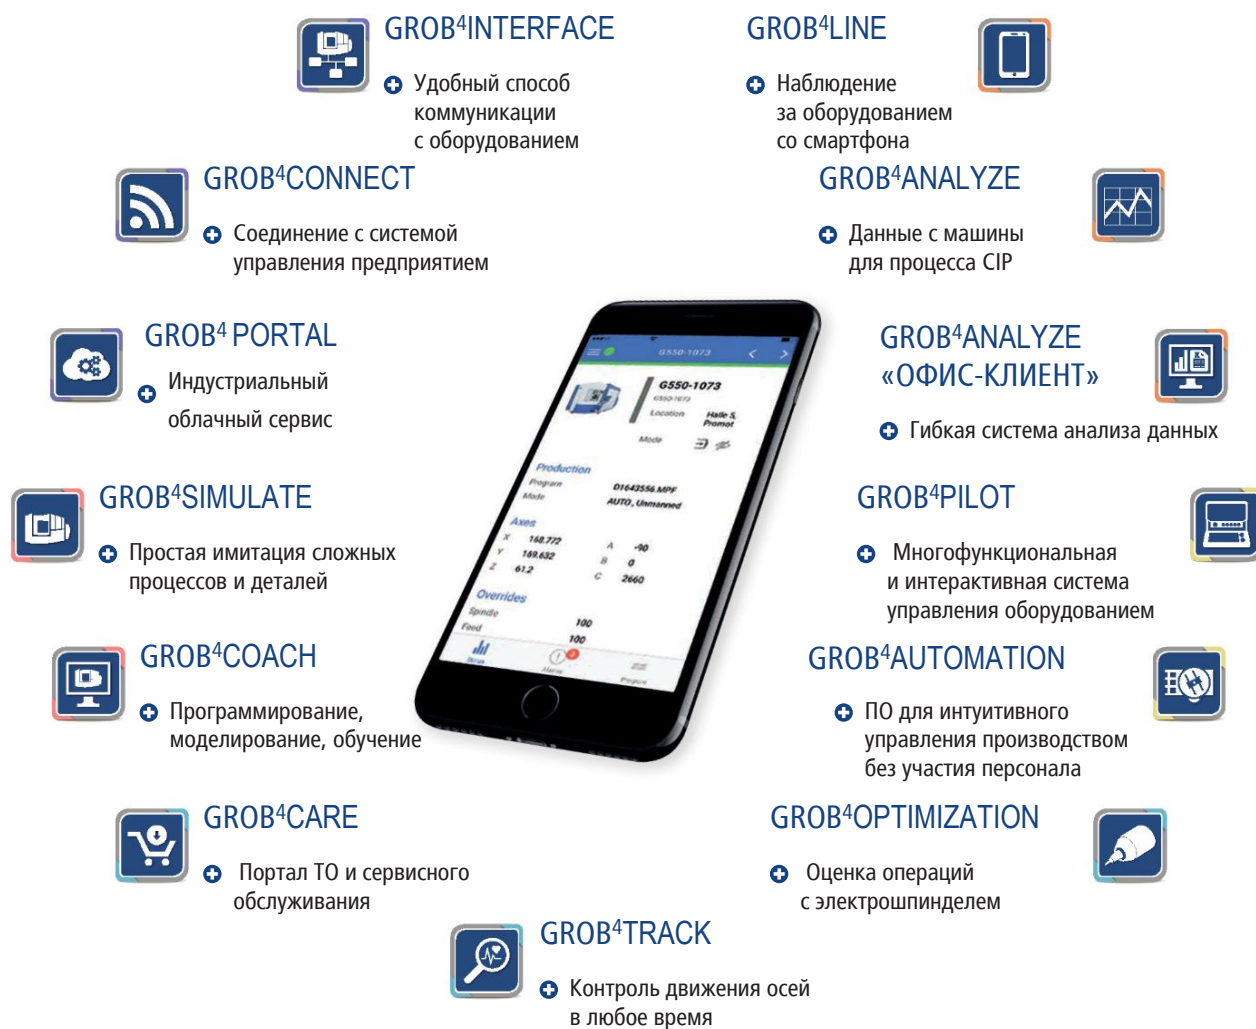 GROB⁴INTERFACE
Удобный способ
коммуникации
с оборудованием
GROB⁴LINE
Наблюдение
за оборудованием
со смартфона
GROB⁴CONNECT
Соединение с системой
управления предприятием
GROB⁴ANALYZE
Данные с машины
для процесса CIP
GROB⁴ PORTAL
Индустриальный
облачный сервис
GROB⁴ANALYZE
«ОФИС-КЛИЕНТ»
Гибкая система анализа данных
GROB⁴SIMULATE
Простая имитация сложных
процессов и деталей
GROB⁴PILOT
Многофункциональная
и интерактивная система
управления оборудованием
GROB⁴COACH
Программирование,
моделирование, обучение
GROB⁴AUTOMATION
ПО для интуитивного
управления производством
без участия персонала
GROB⁴CARE
Портал ТО и сервисного
обслуживания
GROB⁴OPTIMIZATION
Оценка операций
с электрошпинделем
GROB⁴TRACK
Контроль движения осей
в любое время
G550-1073
G550-1073
G550-1073
Location Halle 5,
Promot
Mode
Production
Program D1643556.MPF
Mode AUTO, Unmanned
Axes
X 168.772 A -90
Y 169.632 B 0
Z 61.2 C 2660
Overrides
Spindle 100
Feed 100